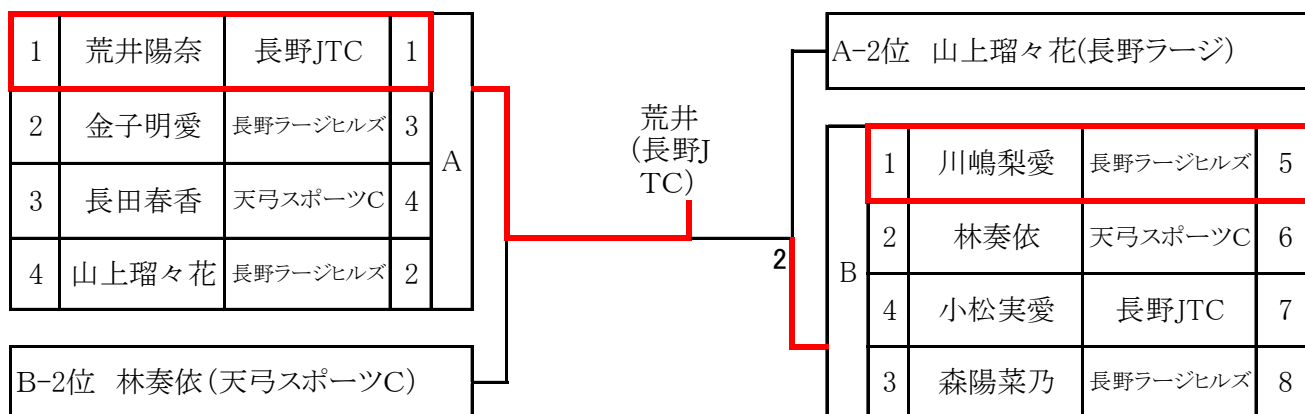 1 荒井陽奈 長野JTC 1
2 金子明愛 長野ラージヒルズ 3
3 長田春香 天弓スポーツC 4
4 山上瑠々花 長野ラージヒルズ 2
A
B-2位 林奏依(天弓スポーツC)
荒井
(長野J
TC)
2
A-2位 山上瑠々花(長野ラージ)
B
1 川嶋梨愛 長野ラージヒルズ 5
2 林奏依 天弓スポーツC 6
4 小松実愛 長野JTC 7
3 森陽菜乃 長野ラージヒルズ 8